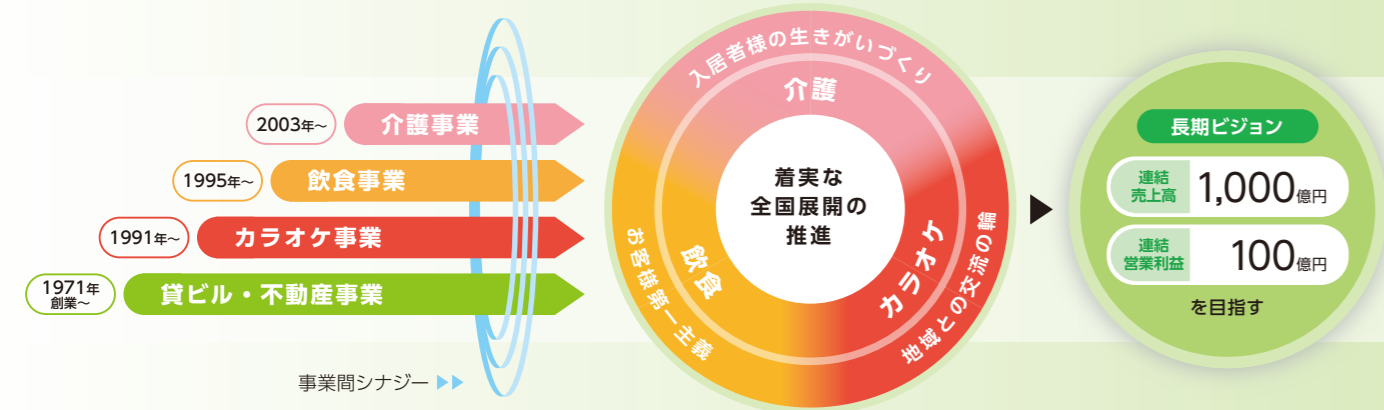 2003年~
介護事業
1995年~
飲食事業
1991年~
カラオケ事業
1971年
創業~
貸ビル・不動産事業
事業間シナジー
入居者様の生きがいづくり
介護
着実な
全国展開の
推進
飲食
お客様第一主義
カラオケ
地域との交流の輪
長期ビジョン
連結
売上高
1,000億円
連結
営業利益
100億円
を目指す